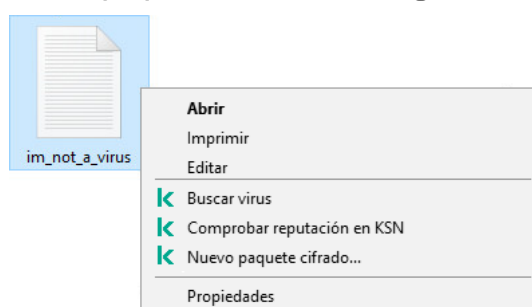 im_not_a_virus
Abrir
Imprimir
Editar
Buscar virus
Comprobar reputación en KSN
Nuevo paquete cifrado...
Propiedades